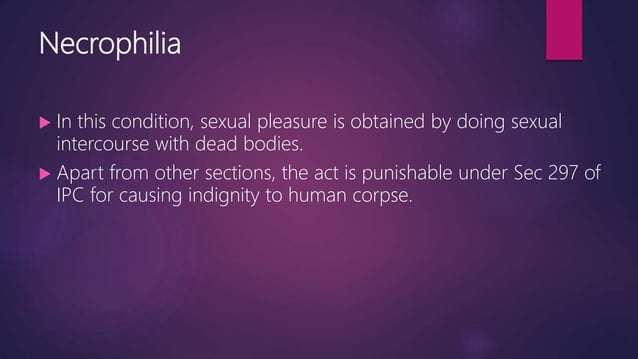 Necrophilia
In this condition, sexual pleasure is obtained by doing sexual
intercourse with dead bodies.
Apart from other sections, the act is punishable under Sec 297 of
IPC for causing indignity to human corpse.